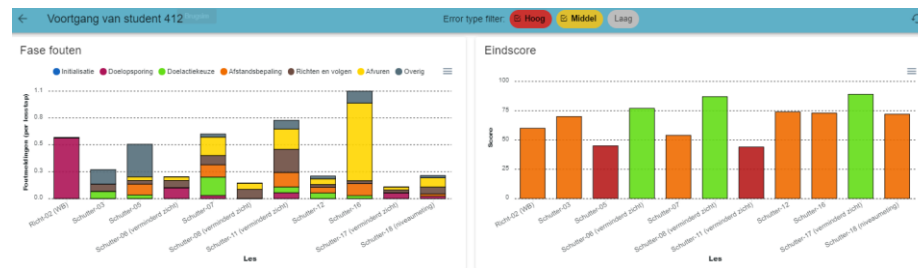 Voortgang van student 412
Error type filter: Hoog Middel Laag
Fase fouten
Initialisatie Doelopsporing Doelactiekeuze Afstandsbepaling Richten en volgen Afvuren Overig
1.1
0.8
0.5
0.3
0.0
Foutmeldingen (per lesstap)
Richt-02 (WB)
Schutter-03
Schutter-05
Schutter-06 (verminderd zicht)
Schutter-07
Schutter-08 (verminderd zicht)
Schutter-11 (verminderd zicht)
Schutter-12
Schutter-16
Schutter-17 (verminderd zicht)
Schutter-18 (niveaumeting)
Les
Eindscore
100
75
50
25
0
Score
Richt-02 (WB)
Schutter-03
Schutter-05
Schutter-06 (verminderd zicht)
Schutter-07
Schutter-08 (verminderd zicht)
Schutter-11 (verminderd zicht)
Schutter-12
Schutter-16
Schutter-17 (verminderd zicht)
Schutter-18 (niveaumeting)
Les